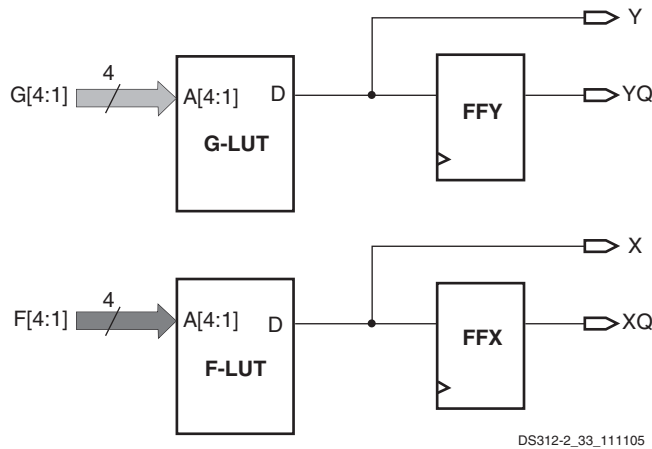 Y
4
G[4:1]
A[4:1]
D
YQ
FFY
G-LUT
X
4
F[4:1]
A[4:1]
D
XQ
FFX
F-LUT
DS312-2_33_111105